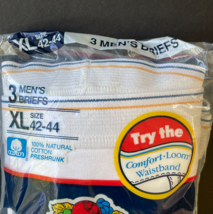 XL 42-44
3 MEN'S BRIEFS
3 MEN'S
BRIEFS
XL SIZE
42-44
100% NATURAL
COTTON
PRESHRUNK
Try the
Comfort-Loom
Waistband